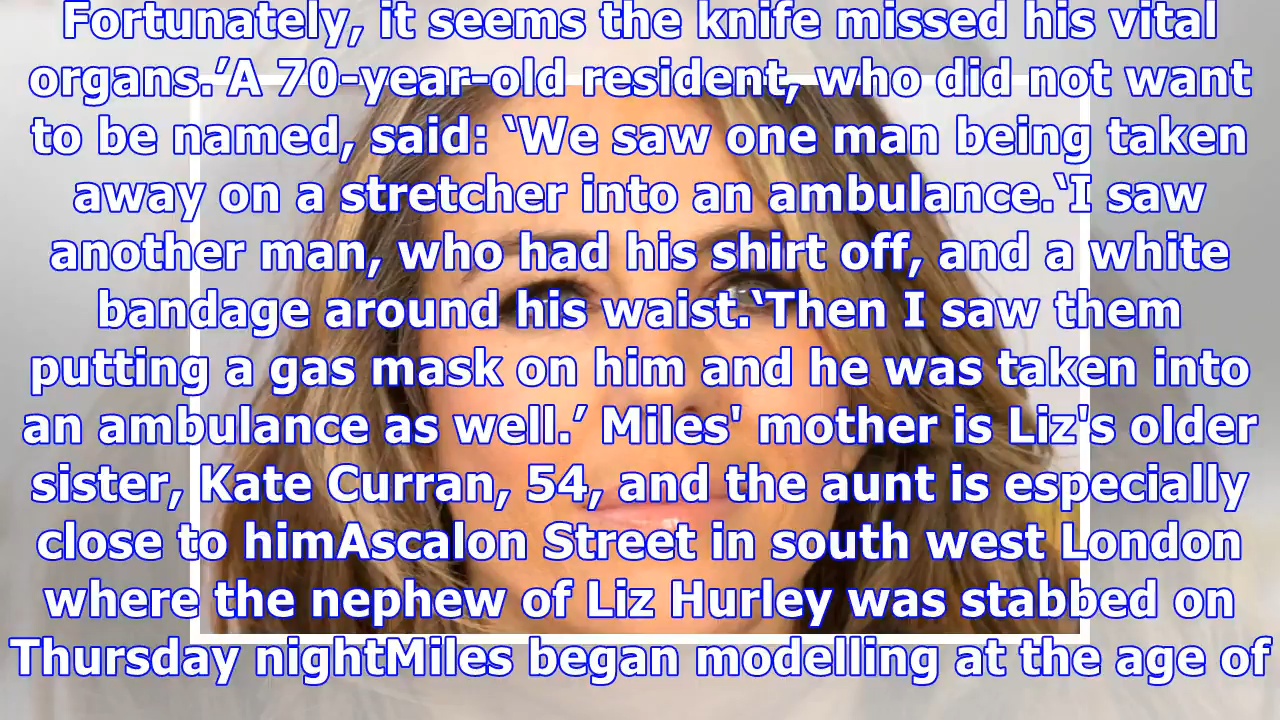 Fortunately, it seems the knife missed his vital
organs.’A 70-year-old resident, who did not want
to be named, said: ‘We saw one man being taken
away on a stretcher into an ambulance.‘I saw
another man, who had his shirt off, and a white
bandage around his waist.‘Then I saw them
putting a gas mask on him and he was taken into
an ambulance as well.’ Miles' mother is Liz's older
sister, Kate Curran, 54, and the aunt is especially
close to himAscalon Street in south west London
where the nephew of Liz Hurley was stabbed on
Thursday nightMiles began modelling at the age of